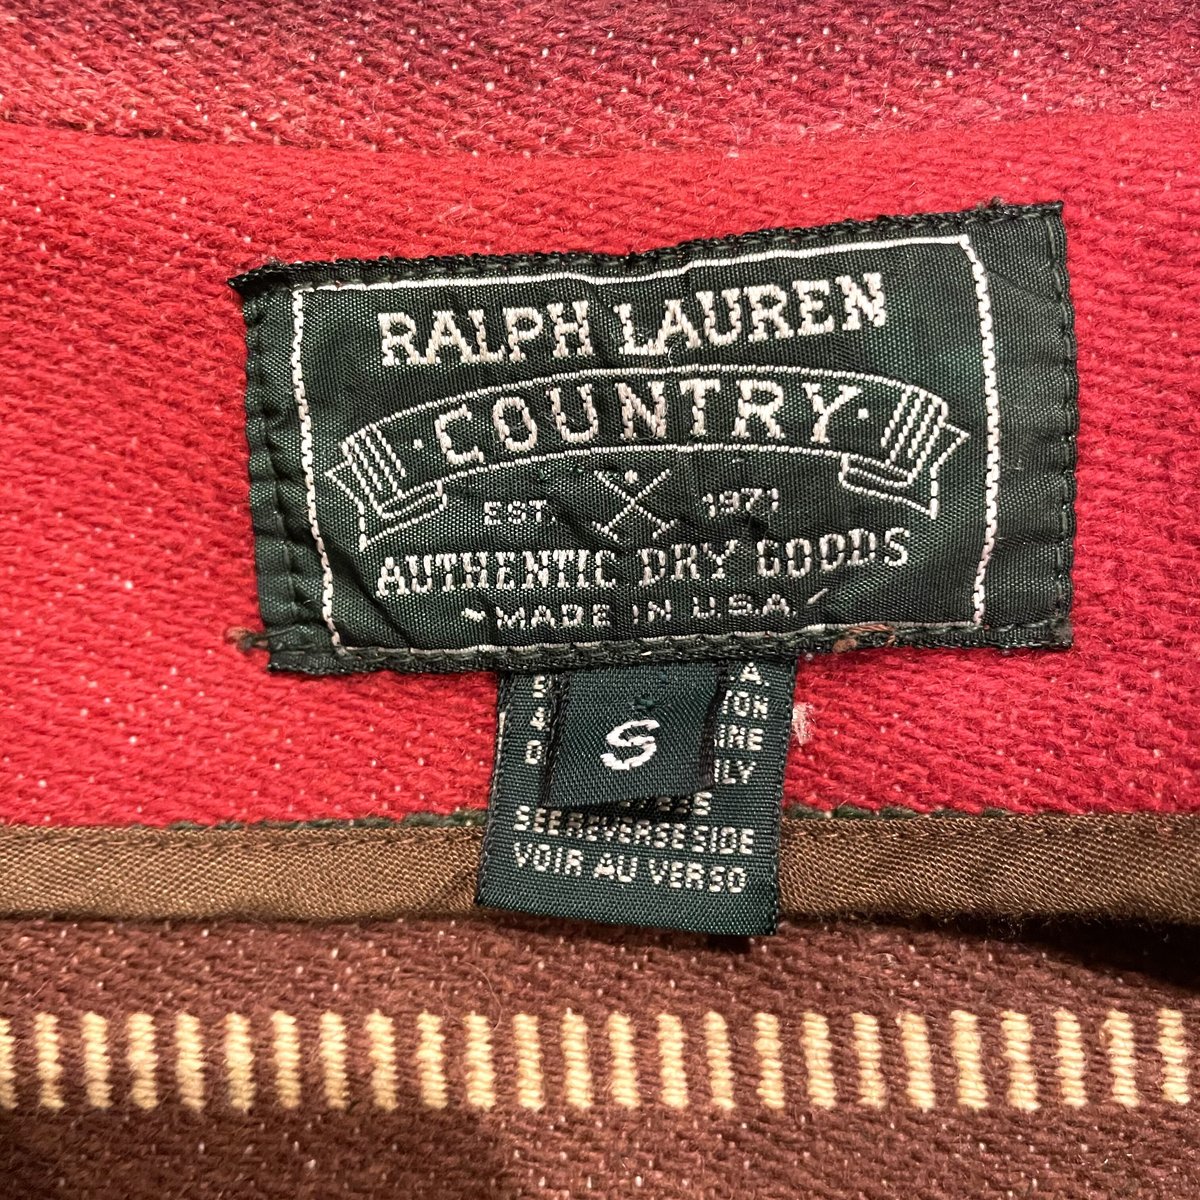 RALPH LAUREN
· COUNTRY ·
EST. 1971
AUTHENTIC DRY GOODS
- MADE IN U.S.A. -
S
SEE REVERSE SIDE
VOIR AU VERSO